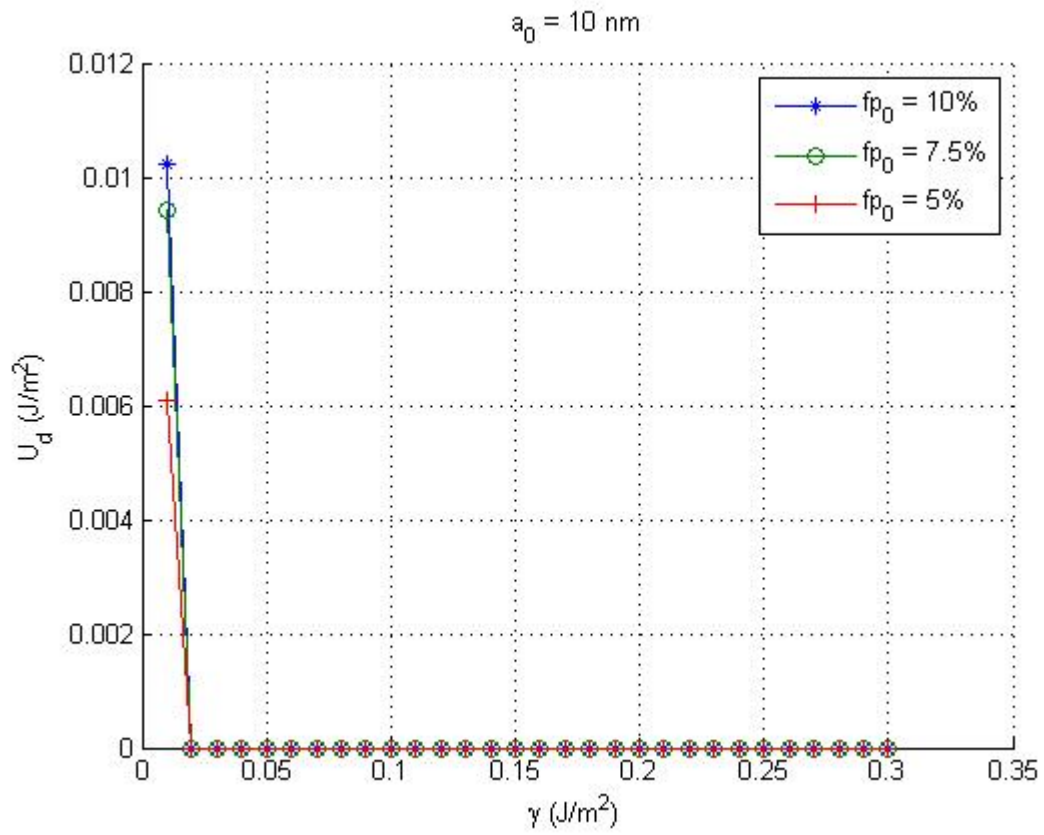 a₀ = 10 nm
0.012
0.01
0.008
0.006
0.004
0.002
0
U_d (J/m²)
fp₀ = 10%
fp₀ = 7.5%
fp₀ = 5%
0 0.05 0.1 0.15 0.2 0.25 0.3 0.35
γ (J/m²)